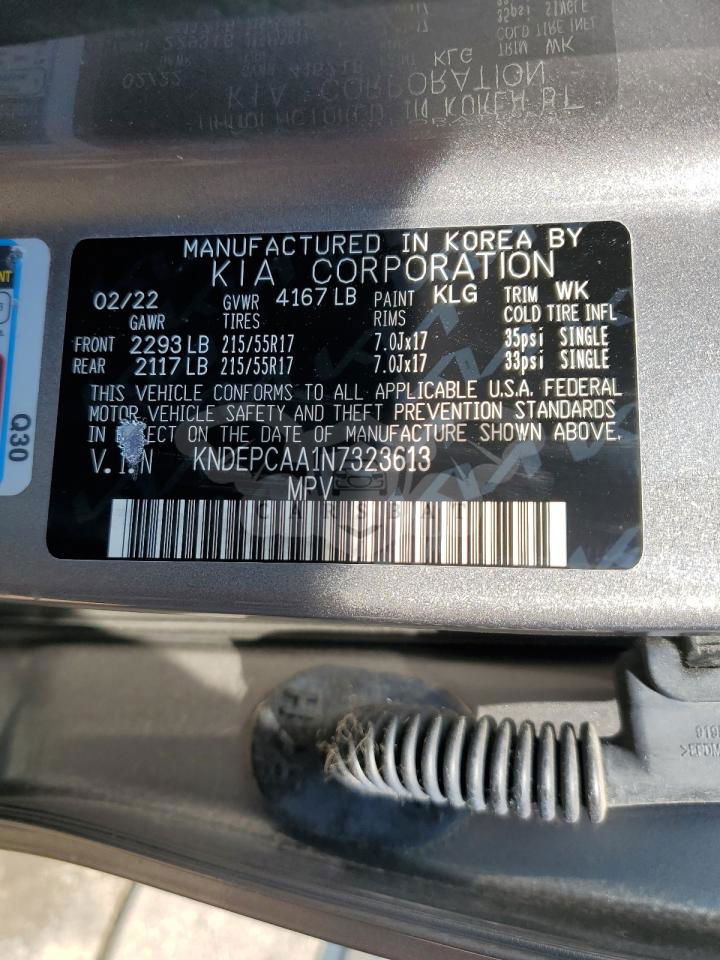 MANUFACTURED IN KOREA BY
KIA CORPORATION
02/22 GVWR 4167 LB PAINT KLG TRIM WK
GAWR TIRES RIMS COLD TIRE INFL
FRONT 2293 LB 215/55R17 7.0Jx17 35psi SINGLE
REAR 2117 LB 215/55R17 7.0Jx17 33psi SINGLE
THIS VEHICLE CONFORMS TO ALL APPLICABLE U.S.A. FEDERAL
MOTOR VEHICLE SAFETY AND THEFT PREVENTION STANDARDS
IN ON THE DATE OF MANUFACTURE SHOWN ABOVE.
V.I.N KNDEPCAA1N7323613
MPV
CARSBAT
Q30